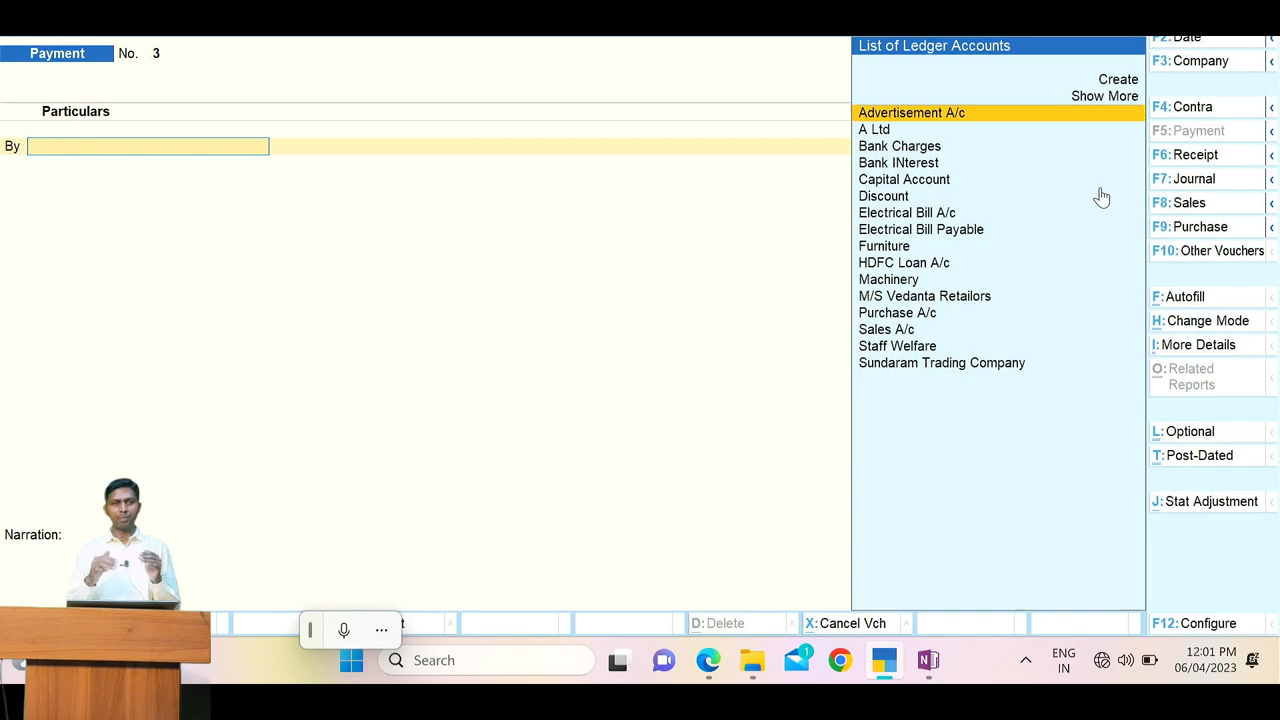 Payment No. 3
Particulars
By
Narration:
List of Ledger Accounts
Create
Show More
Advertisement A/c
A Ltd
Bank Charges
Bank INterest
Capital Account
Discount
Electrical Bill A/c
Electrical Bill Payable
Furniture
HDFC Loan A/c
Machinery
M/S Vedanta Retailors
Purchase A/c
Sales A/c
Staff Welfare
Sundaram Trading Company
F2: Date
F3: Company
F4: Contra
F5: Payment
F6: Receipt
F7: Journal
F8: Sales
F9: Purchase
F10: Other Vouchers
F: Autofill
H: Change Mode
I: More Details
O: Related
Reports
L: Optional
T: Post-Dated
J: Stat Adjustment
D: Delete
X: Cancel Vch
F12: Configure
Search
1
ENG
IN
12:01 PM
06/04/2023